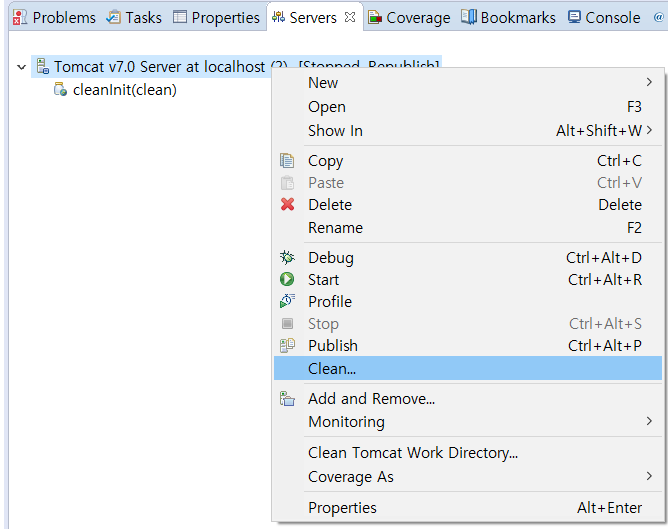 Problems Tasks Properties Servers Coverage Bookmarks Console @
Tomcat v7.0 Server at localhost (2) [Stopped, Republish]
cleanInit(clean)
New
Open F3
Show In Alt+Shift+W
Copy Ctrl+C
Paste Ctrl+V
Delete Delete
Rename F2
Debug Ctrl+Alt+D
Start Ctrl+Alt+R
Profile
Stop Ctrl+Alt+S
Publish Ctrl+Alt+P
Clean...
Add and Remove...
Monitoring
Clean Tomcat Work Directory...
Coverage As
Properties Alt+Enter